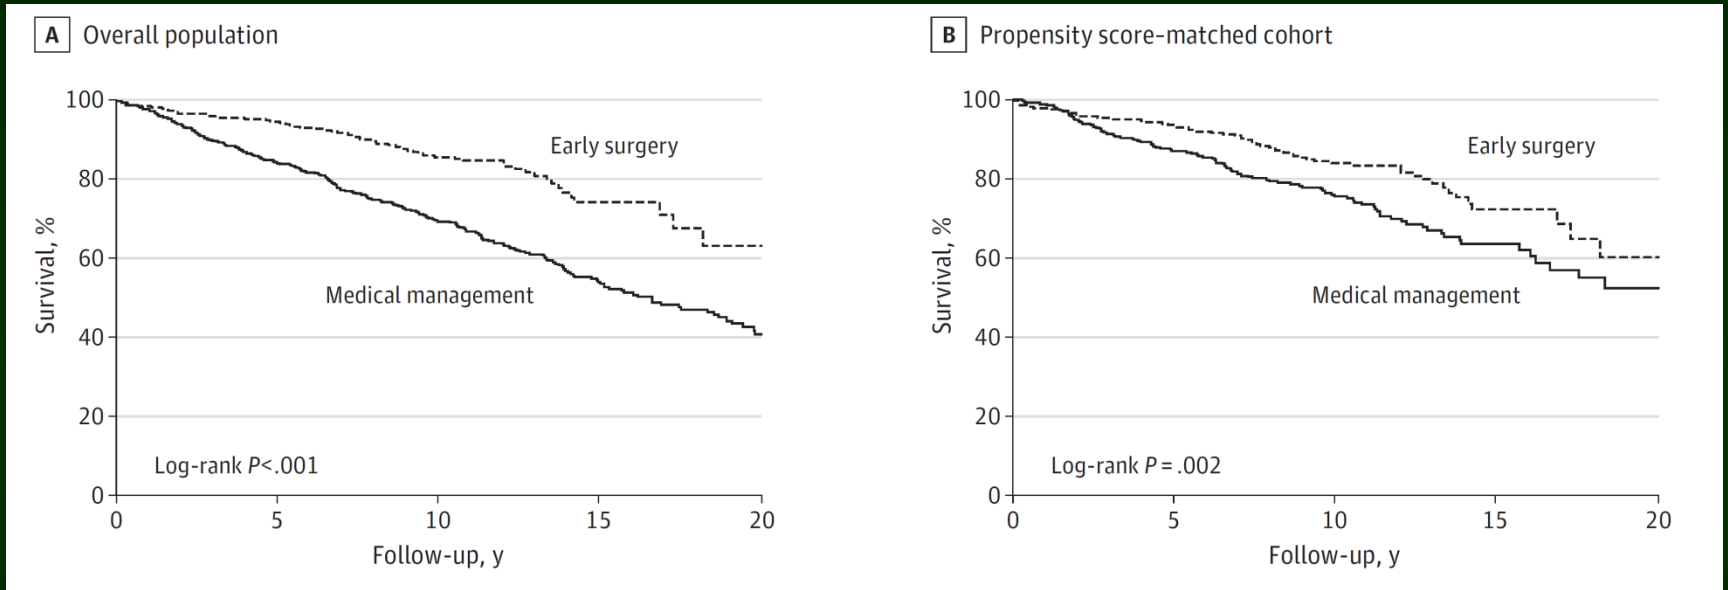 A Overall population
100
80
60
40
20
0
Survival, %
Early surgery
Medical management
Log-rank P<.001
0 5 10 15 20
Follow-up, y
B Propensity score–matched cohort
100
80
60
40
20
0
Survival, %
Early surgery
Medical management
Log-rank P = .002
0 5 10 15 20
Follow-up, y